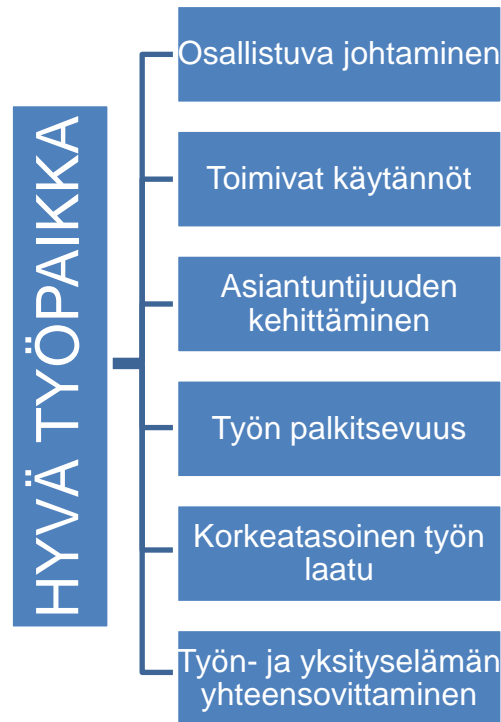 HYVÄ TYÖPAIKKA
Osallistuva johtaminen
Toimivat käytännöt
Asiantuntijuuden
kehittäminen
Työn palkitsevuus
Korkeatasoinen työn
laatu
Työn- ja yksityselämän
yhteensovittaminen